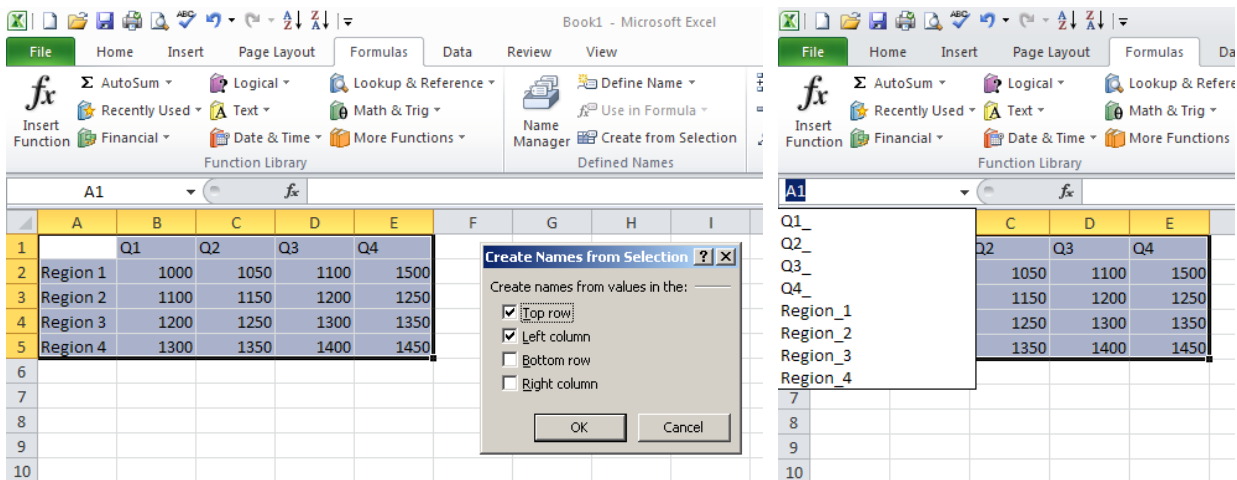 Book1 - Microsoft Excel
File Home Insert Page Layout Formulas Data Review View
fx Insert Function
Σ AutoSum
Recently Used
Financial
Logical
Text
Date & Time
Lookup & Reference
Math & Trig
More Functions
Function Library
Name Manager
Define Name
Use in Formula
Create from Selection
Defined Names
A1 fx
A B C D E F G H I
1 Q1 Q2 Q3 Q4
2 Region 1 1000 1050 1100 1500
3 Region 2 1100 1150 1200 1250
4 Region 3 1200 1250 1300 1350
5 Region 4 1300 1350 1400 1450
6
7
8
9
10
Create Names from Selection
Create names from values in the:
Top row
Left column
Bottom row
Right column
OK Cancel
File Home Insert Page Layout Formulas Da
fx Insert Function
Σ AutoSum
Recently Used
Financial
Logical
Text
Date & Time
Lookup & Refere
Math & Trig
More Functions
Function Library
A1 fx
Q1_
Q2_
Q3_
Q4_
Region_1
Region_2
Region_3
Region_4
C D E
Q2 Q3 Q4
1050 1100 1500
1150 1200 1250
1250 1300 1350
1350 1400 1450
7
8
9
10